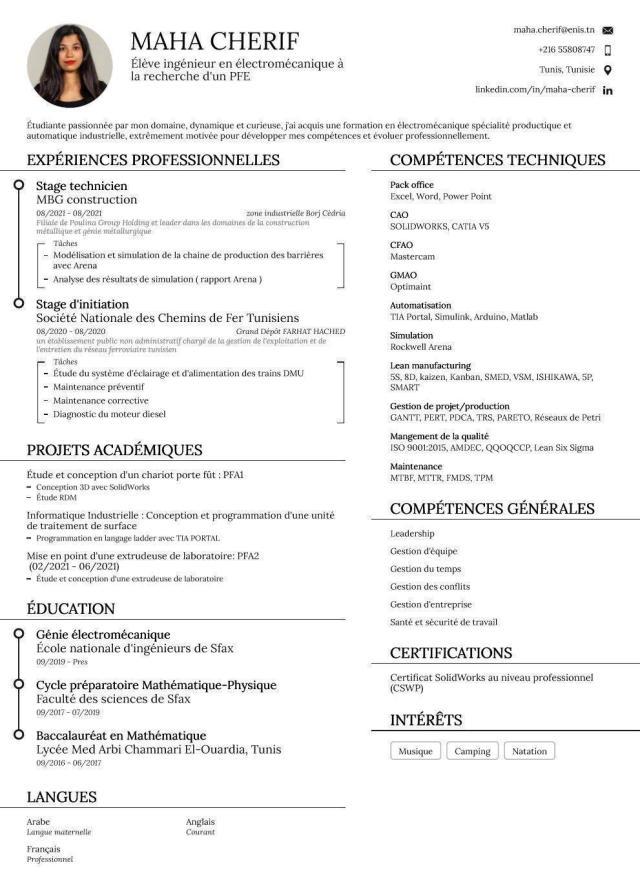 MAHA CHERIF
Élève ingénieur en électromécanique à
la recherche d'un PFE
maha.cherif@enis.tn
+216 55808747
Tunis, Tunisie
linkedin.com/in/maha-cherif
Étudiante passionnée par mon domaine, dynamique et curieuse, j'ai acquis une formation en électromécanique spécialité productique et
automatique industrielle, extrêmement motivée pour développer mes compétences et évoluer professionnellement.
EXPÉRIENCES PROFESSIONNELLES
Stage technicien
MBG construction
08/2021 - 08/2021
zone industrielle Borj Cédria
Filiale de Poulina Group Holding et leader dans les domaines de la construction
métallique et génie métallurgique
Tâches
– Modélisation et simulation de la chaine de production des barrières
avec Arena
– Analyse des résultats de simulation ( rapport Arena )
Stage d'initiation
Société Nationale des Chemins de Fer Tunisiens
08/2020 - 08/2020
Grand Dépôt FARHAT HACHED
un établissement public non administratif chargé de la gestion de l'exploitation et de
l'entretien du réseau ferroviaire tunisien
Tâches
– Étude du système d'éclairage et d'alimentation des trains DMU
– Maintenance préventif
– Maintenance corrective
– Diagnostic du moteur diesel
PROJETS ACADÉMIQUES
Étude et conception d'un chariot porte fût : PFA1
– Conception 3D avec SolidWorks
– Étude RDM
Informatique Industrielle : Conception et programmation d'une unité
de traitement de surface
– Programmation en langage ladder avec TIA PORTAL
Mise en point d'une extrudeuse de laboratoire: PFA2
(02/2021 - 06/2021)
– Étude et conception d'une extrudeuse de laboratoire
ÉDUCATION
Génie électromécanique
École nationale d'ingénieurs de Sfax
09/2019 - Pres
Cycle préparatoire Mathématique-Physique
Faculté des sciences de Sfax
09/2017 - 07/2019
Baccalauréat en Mathématique
Lycée Med Arbi Chammari El-Ouardia, Tunis
09/2016 - 06/2017
LANGUES
Arabe
Langue maternelle
Anglais
Courant
Français
Professionnel
COMPÉTENCES TECHNIQUES
Pack office
Excel, Word, Power Point
CAO
SOLIDWORKS, CATIA V5
CFAO
Mastercam
GMAO
Optimaint
Automatisation
TIA Portal, Simulink, Arduino, Matlab
Simulation
Rockwell Arena
Lean manufacturing
5S, 8D, kaizen, Kanban, SMED, VSM, ISHIKAWA, 5P,
SMART
Gestion de projet/production
GANTT, PERT, PDCA, TRS, PARETO, Réseaux de Petri
Mangement de la qualité
ISO 9001:2015, AMDEC, QQOQCCP, Lean Six Sigma
Maintenance
MTBF, MTTR, FMDS, TPM
COMPÉTENCES GÉNÉRALES
Leadership
Gestion d'équipe
Gestion du temps
Gestion des conflits
Gestion d'entreprise
Santé et sécurité de travail
CERTIFICATIONS
Certificat SolidWorks au niveau professionnel
(CSWP)
INTÉRÊTS
Musique
Camping
Natation